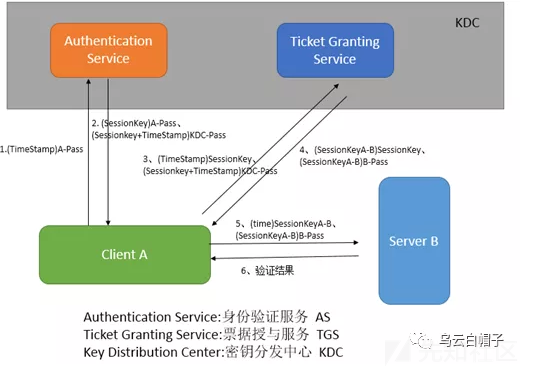 KDC
Authentication
Service
Ticket Granting
Service
2. (SessionKey)A-Pass、
(Sessionkey+TimeStamp)KDC-Pass
1.(TimeStamp)A-Pass
3、(TimeStamp)SessionKey、
(Sessionkey+TimeStamp)KDC-Pass
4、(SessionKeyA-B)SessionKey、
(SessionKeyA-B)B-Pass
5、(time)SessionKeyA-B、
(SessionKeyA-B)B-Pass
Client A
Server B
6、验证结果
Authentication Service:身份验证服务 AS
Ticket Granting Service:票据授与服务 TGS
Key Distribution Center:密钥分发中心 KDC
乌云白帽子
先知社区